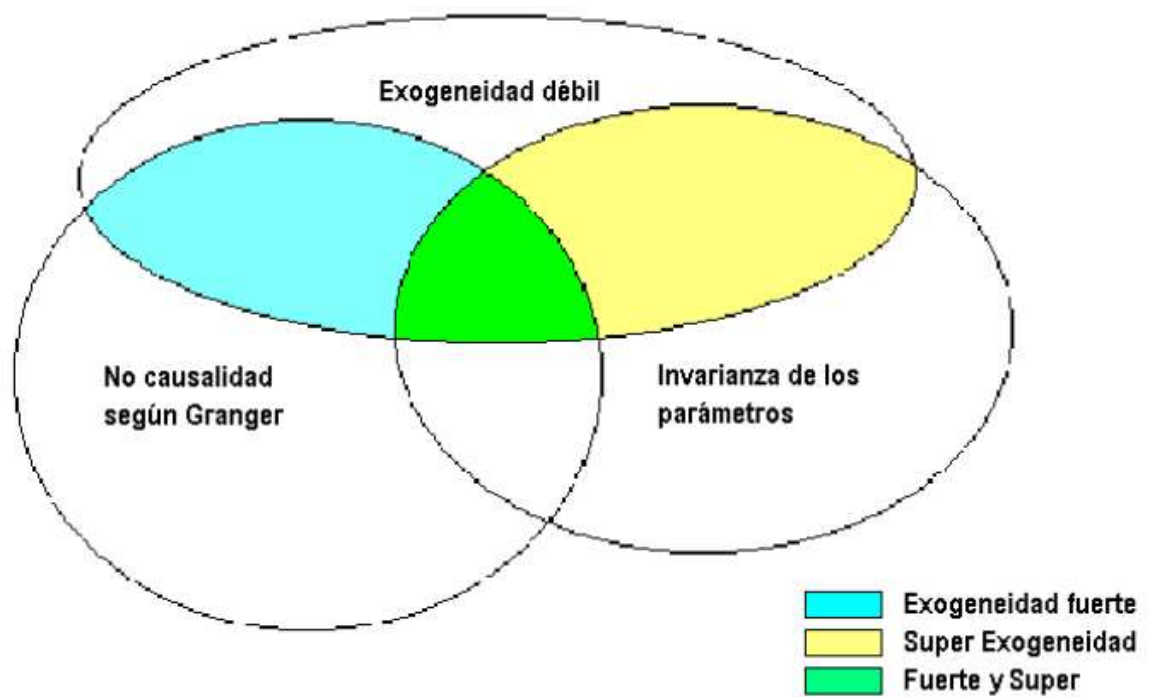 Exogeneidad débil
No causalidad
según Granger
Invarianza de los
parámetros
Exogeneidad fuerte
Super Exogeneidad
Fuerte y Super